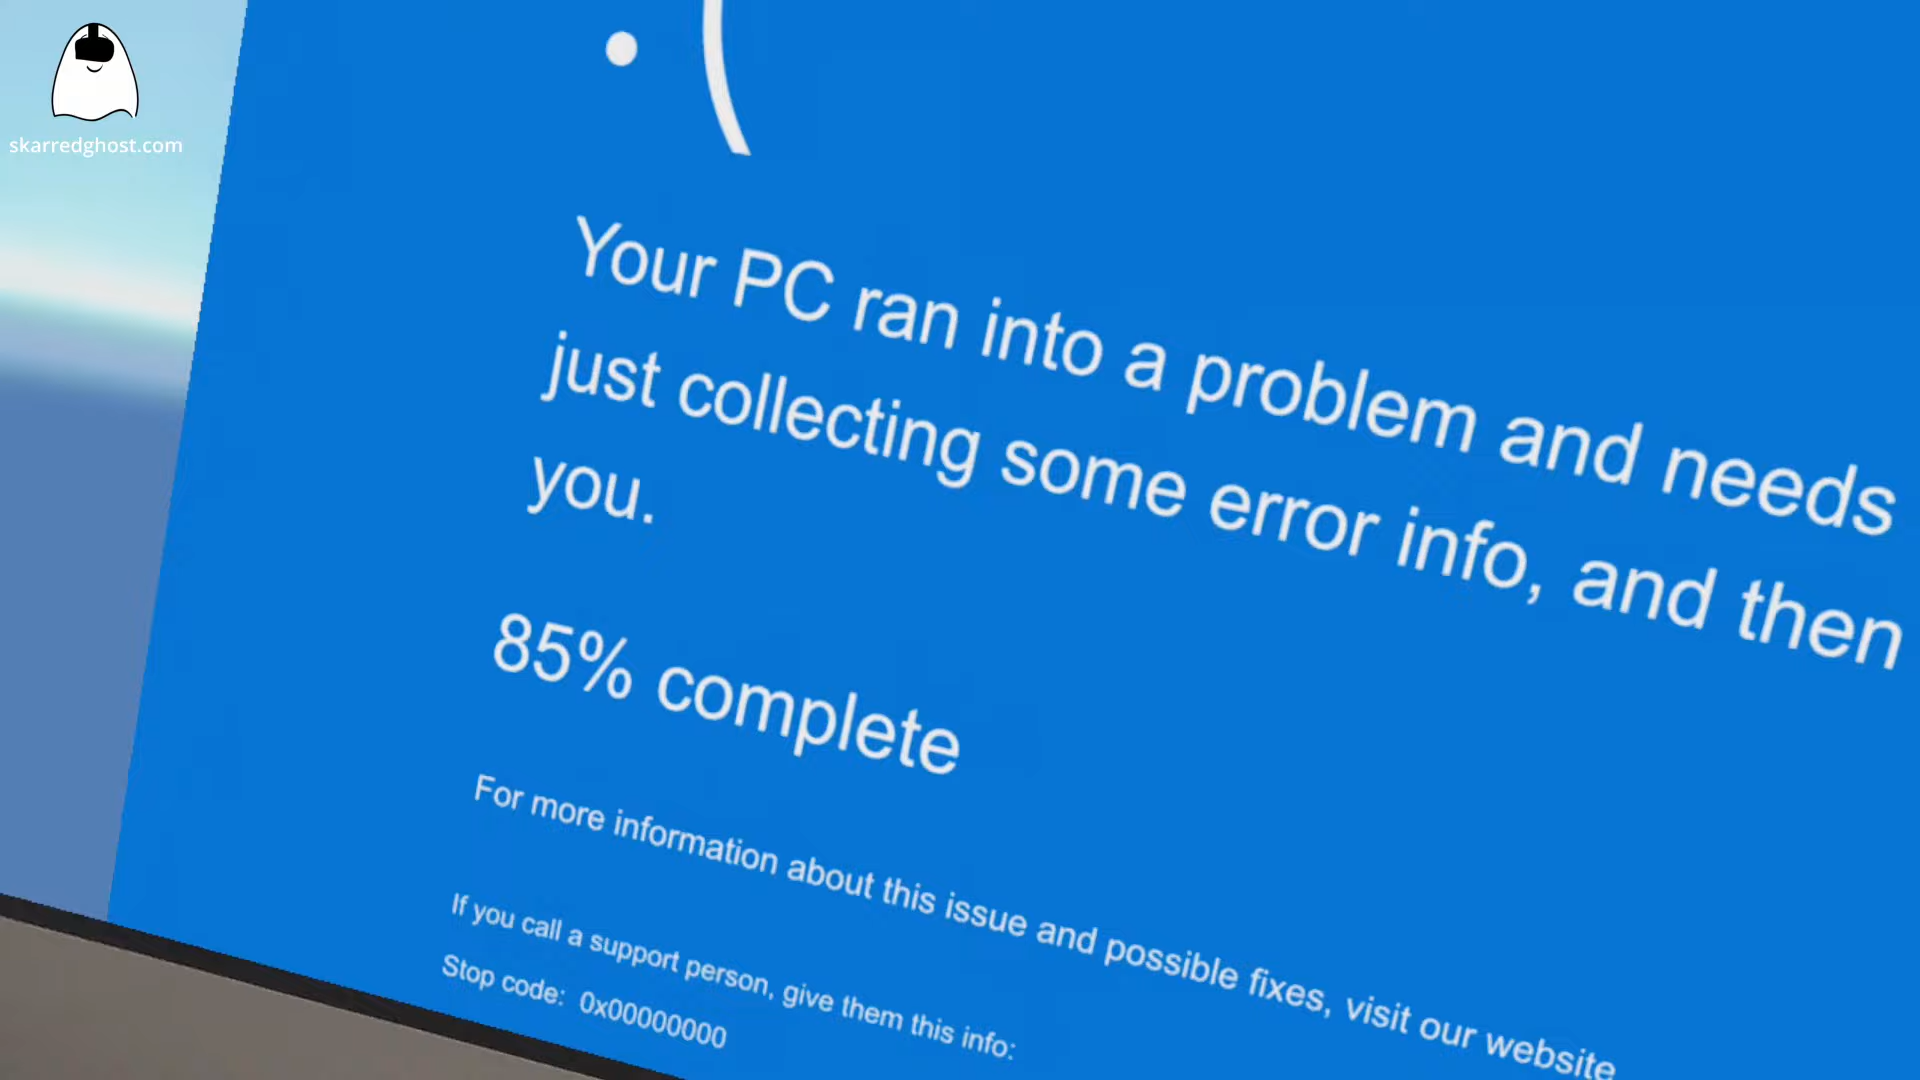 skarredghost.com
:(
Your PC ran into a problem and needs
just collecting some error info, and then
you.
85% complete
For more information about this issue and possible fixes, visit our website
If you call a support person, give them this info:
Stop code: 0x00000000